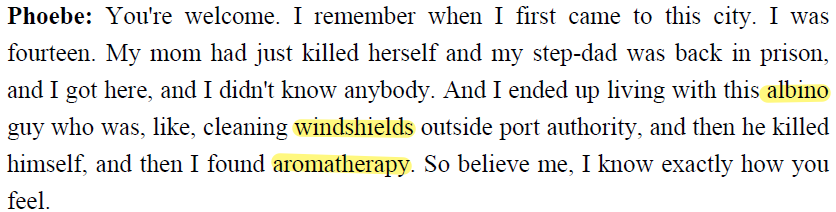 Phoebe: You're welcome. I remember when I first came to this city. I was
fourteen. My mom had just killed herself and my step-dad was back in prison,
and I got here, and I didn't know anybody. And I ended up living with this albino
guy who was, like, cleaning windshields outside port authority, and then he killed
himself, and then I found aromatherapy. So believe me, I know exactly how you
feel.